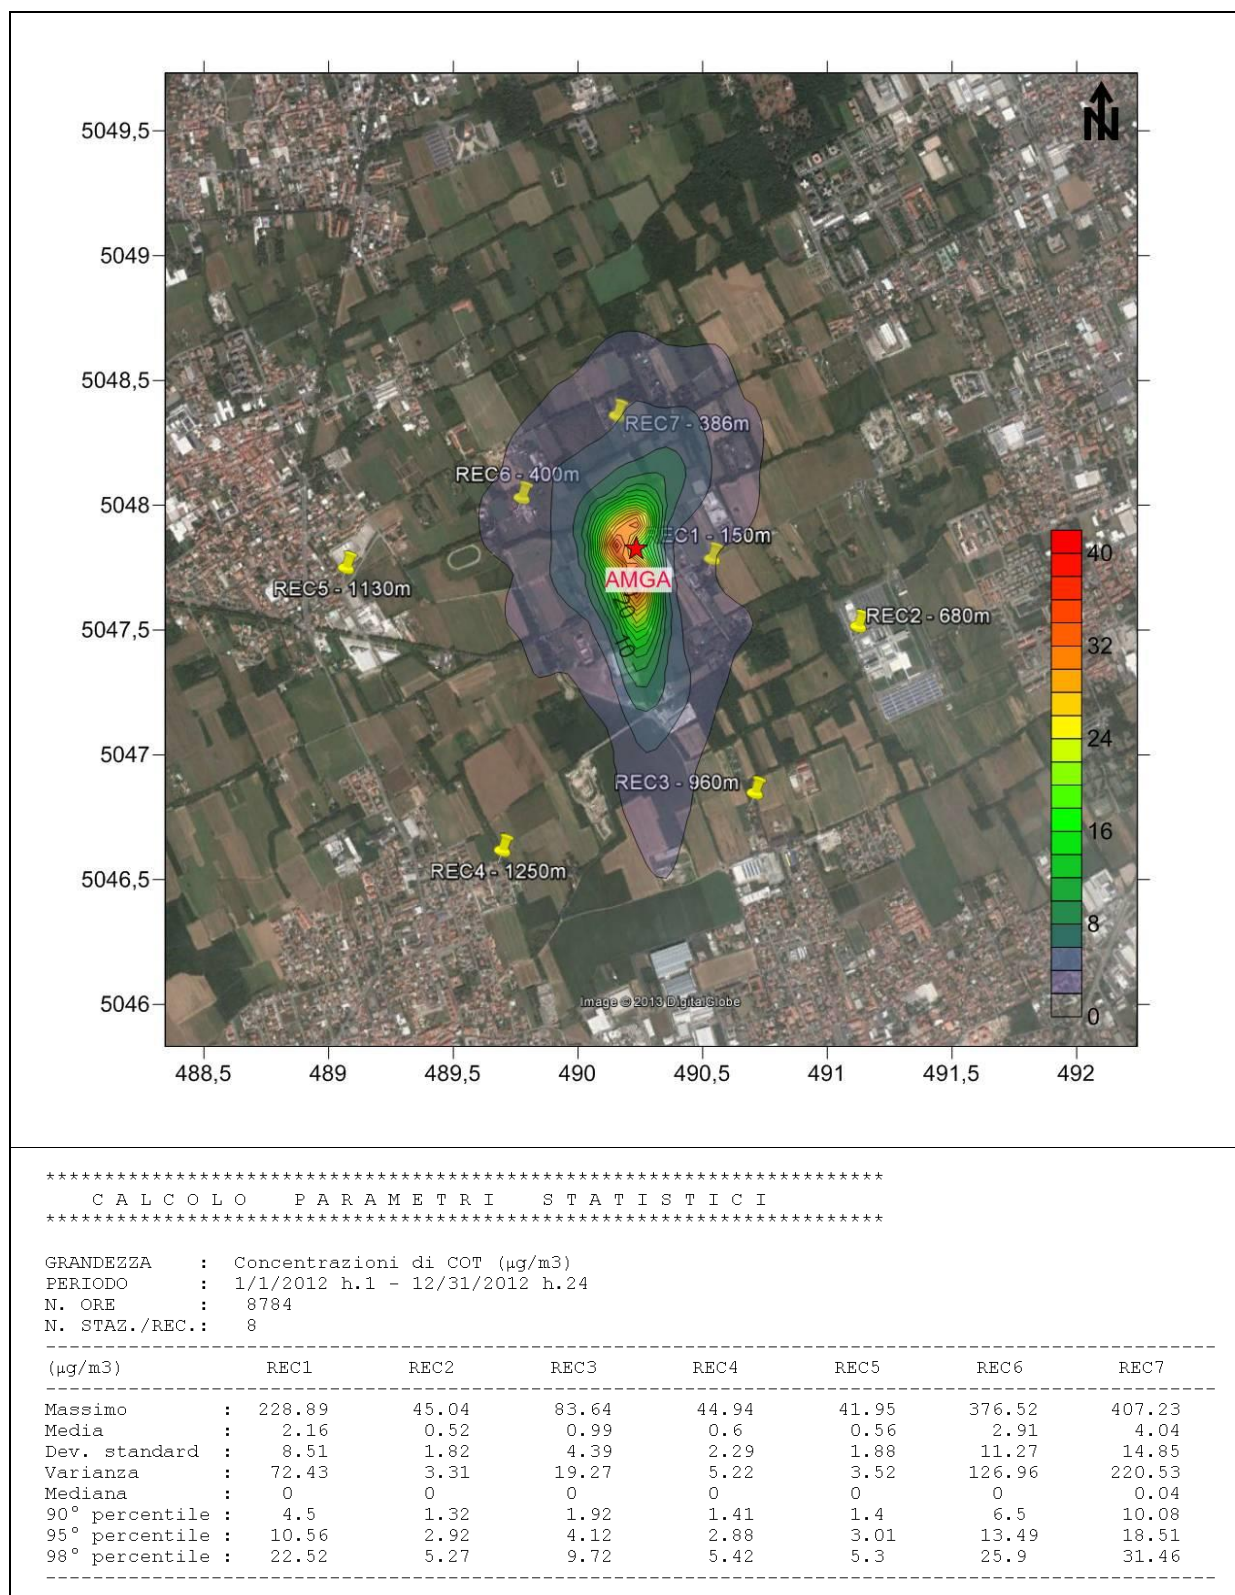 N
5049,5
5049
5048,5
REC7 - 386m
REC6 - 400m
5048
REC1 - 150m
REC5 - 1130m
AMGA
20
REC2 - 680m
5047,5
10
5047
REC3 - 960m
REC4 - 1250m
5046,5
5046
Image © 2013 DigitalGlobe
40
32
24
16
8
0
488,5 489 489,5 490 490,5 491 491,5 492
***********************************************************************
C A L C O L O P A R A M E T R I S T A T I S T I C I
***********************************************************************
GRANDEZZA : Concentrazioni di COT (µg/m3)
PERIODO : 1/1/2012 h.1 - 12/31/2012 h.24
N. ORE : 8784
N. STAZ./REC.: 8
(µg/m3) REC1 REC2 REC3 REC4 REC5 REC6 REC7
Massimo : 228.89 45.04 83.64 44.94 41.95 376.52 407.23
Media : 2.16 0.52 0.99 0.6 0.56 2.91 4.04
Dev. standard : 8.51 1.82 4.39 2.29 1.88 11.27 14.85
Varianza : 72.43 3.31 19.27 5.22 3.52 126.96 220.53
Mediana : 0 0 0 0 0 0 0.04
90° percentile : 4.5 1.32 1.92 1.41 1.4 6.5 10.08
95° percentile : 10.56 2.92 4.12 2.88 3.01 13.49 18.51
98° percentile : 22.52 5.27 9.72 5.42 5.3 25.9 31.46